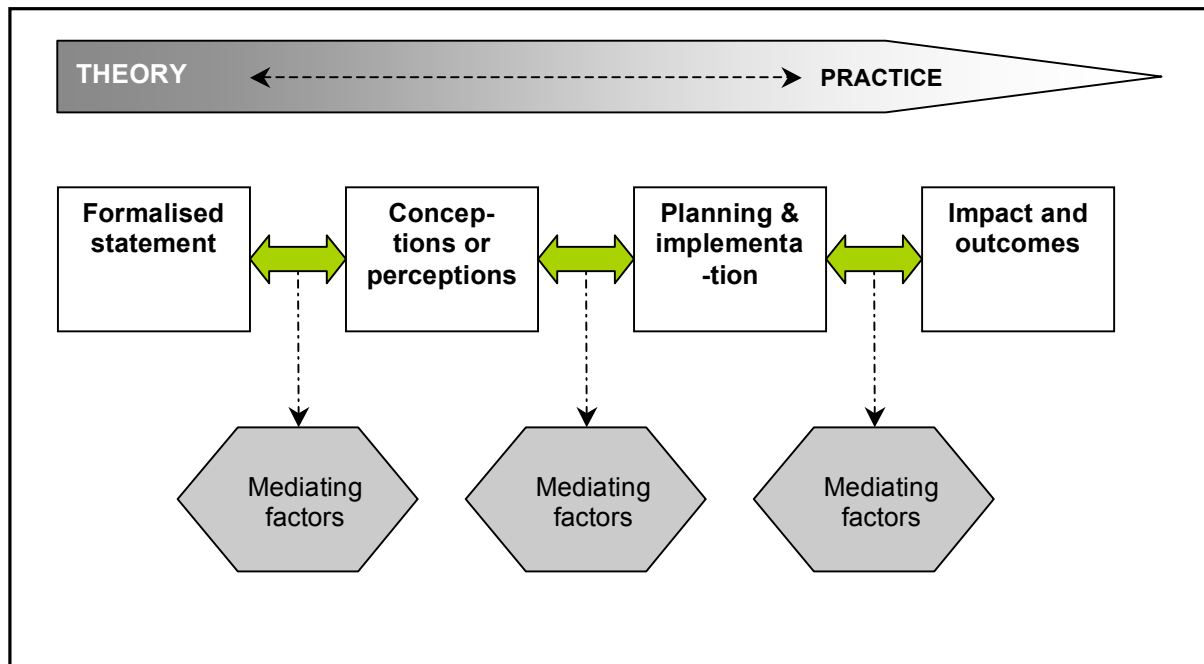 THEORY
PRACTICE
Formalised
statement
Concep-
tions or
perceptions
Planning &
implementa
-tion
Impact and
outcomes
Mediating
factors
Mediating
factors
Mediating
factors